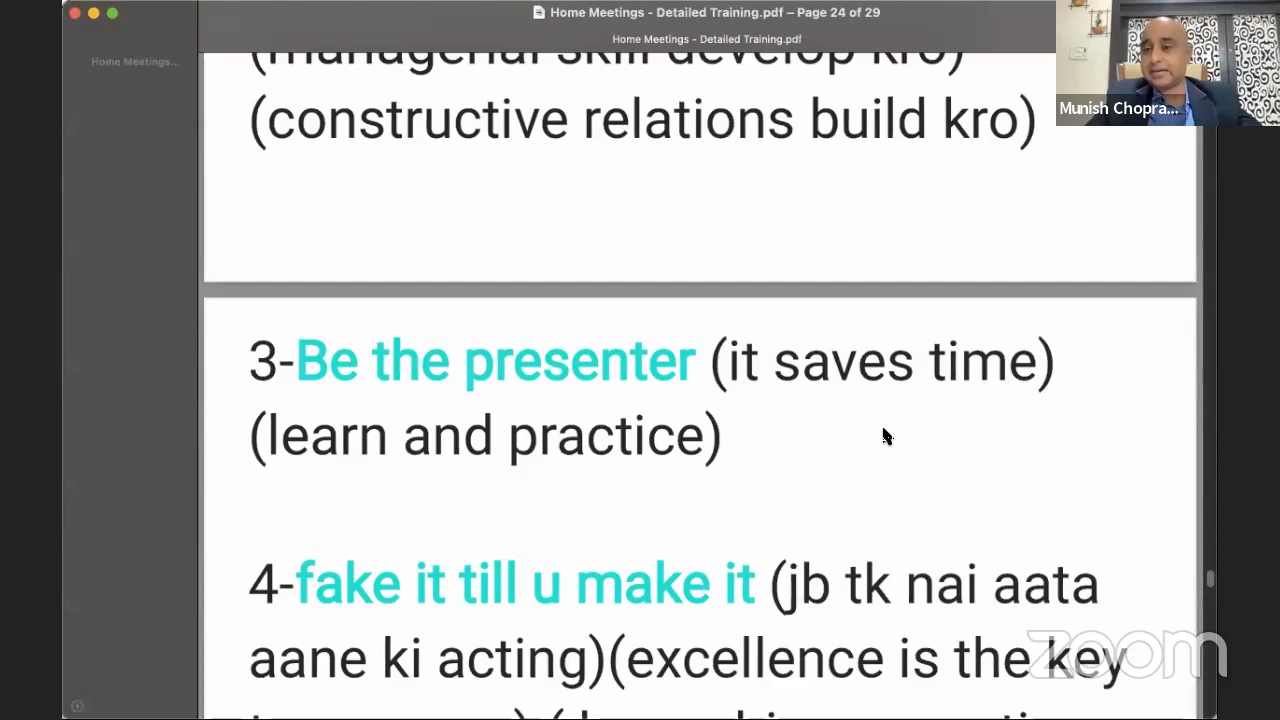 Home Meetings - Detailed Training.pdf – Page 24 of 29
Home Meetings - Detailed Training.pdf
Home Meetings...
Munish Chopra...
(managerial skill develop kro)
(constructive relations build kro)
3-Be the presenter (it saves time)
(learn and practice)
4-fake it till u make it (jb tk nai aata
aane ki acting)(excellence is the key
zoom